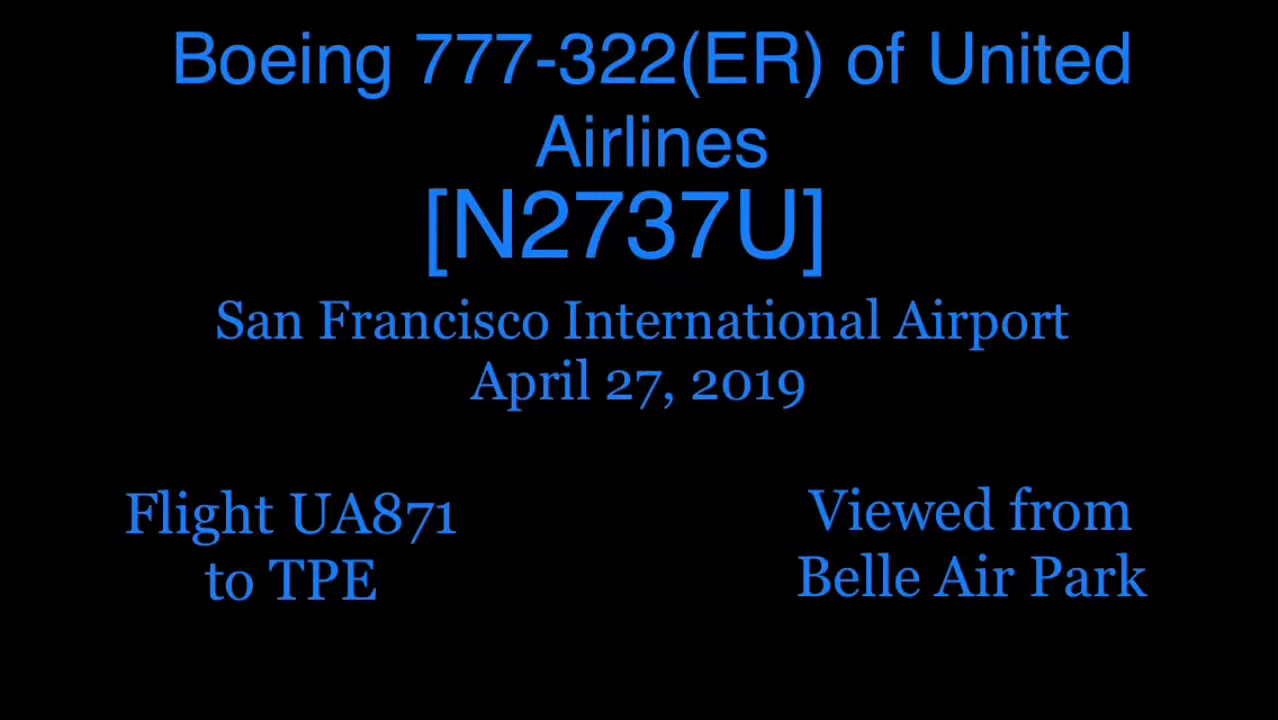 Boeing 777-322(ER) of United
Airlines
[N2737U]
San Francisco International Airport
April 27, 2019
Flight UA871
to TPE
Viewed from
Belle Air Park